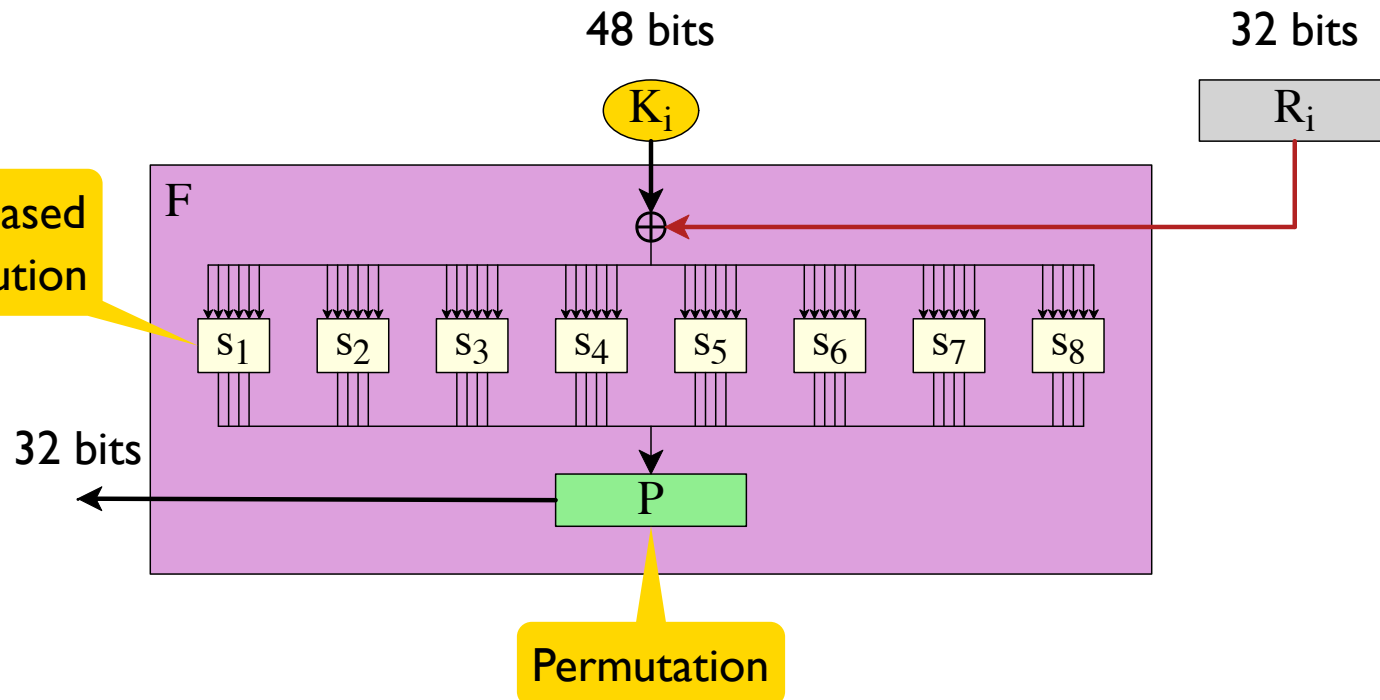 48 bits
32 bits
Ki
Ri
F
ased
ution
s1
s2
s3
s4
s5
s6
s7
s8
32 bits
P
Permutation